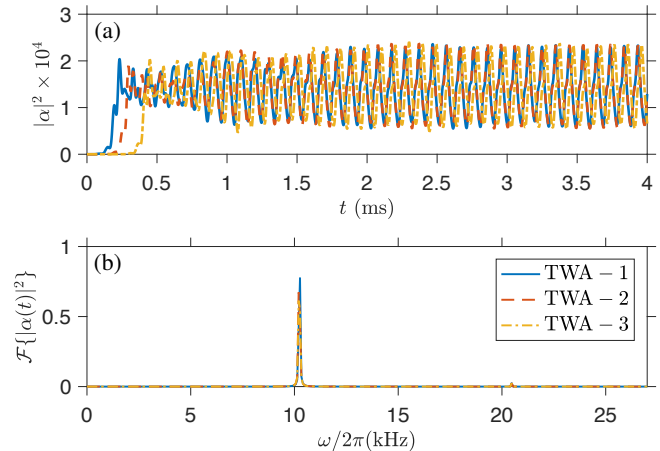 (a)
|α|² × 10⁴
3
2
1
0
0 0.5 1 1.5 2 2.5 3 3.5 4
t (ms)
(b)
F{|α(t)|²}
1
0.5
0
TWA − 1
TWA − 2
TWA − 3
0 5 10 15 20 25
ω/2π(kHz)